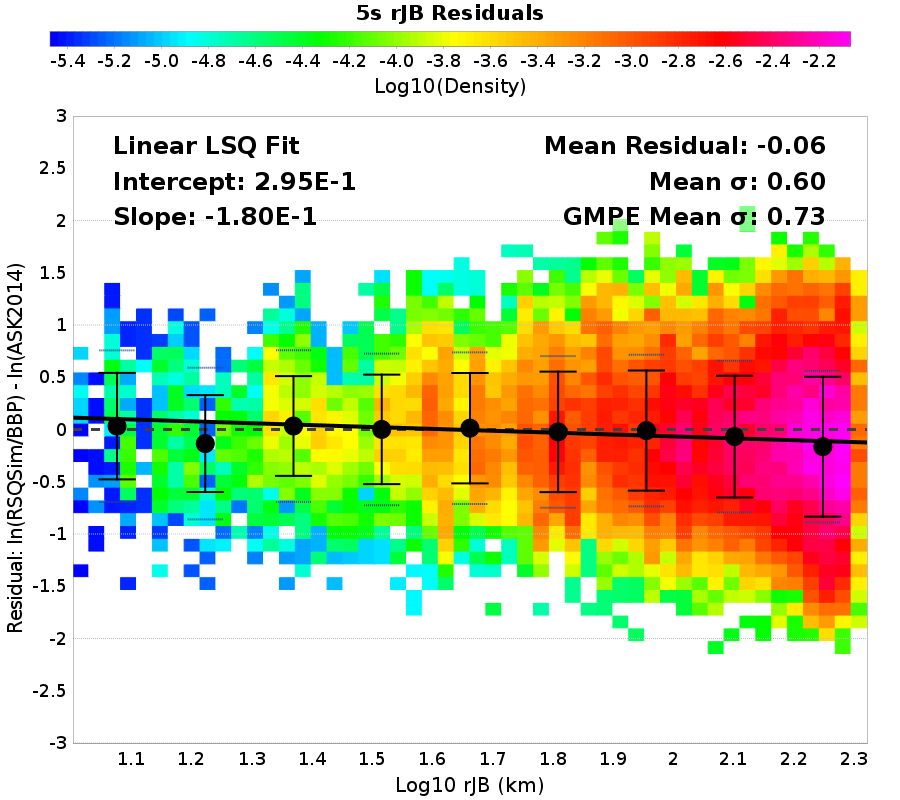 5s rJB Residuals
-5.4 -5.2 -5.0 -4.8 -4.6 -4.4 -4.2 -4.0 -3.8 -3.6 -3.4 -3.2 -3.0 -2.8 -2.6 -2.4 -2.2
Log10(Density)
Linear LSQ Fit
Intercept: 2.95E-1
Slope: -1.80E-1
Mean Residual: -0.06
Mean σ: 0.60
GMPE Mean σ: 0.73
Residual: ln(RSQSim/BBP) - ln(ASK2014)
3
2.5
2
1.5
1
0.5
0
-0.5
-1
-1.5
-2
-2.5
-3
1.1 1.2 1.3 1.4 1.5 1.6 1.7 1.8 1.9 2 2.1 2.2 2.3
Log10 rJB (km)